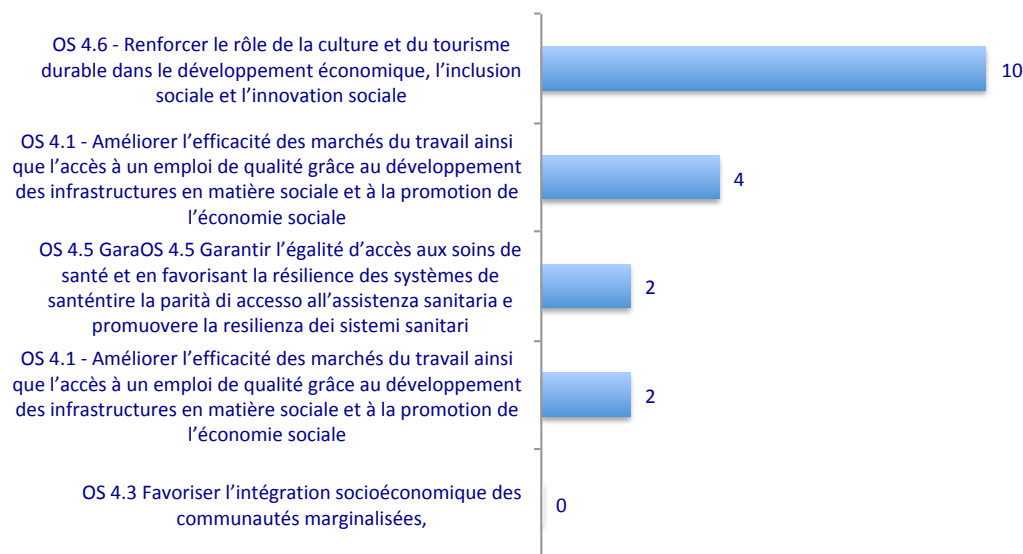 OS 4.6 - Renforcer le rôle de la culture et du tourisme
durable dans le développement économique, l’inclusion
sociale et l’innovation sociale
10
OS 4.1 - Améliorer l’efficacité des marchés du travail ainsi
que l’accès à un emploi de qualité grâce au développement
des infrastructures en matière sociale et à la promotion de
l’économie sociale
4
OS 4.5 GaraOS 4.5 Garantir l’égalité d’accès aux soins de
santé et en favorisant la résilience des systèmes de
santéntire la parità di accesso all’assistenza sanitaria e
promuovere la resilienza dei sistemi sanitari
2
OS 4.1 - Améliorer l’efficacité des marchés du travail ainsi
que l’accès à un emploi de qualité grâce au développement
des infrastructures en matière sociale et à la promotion de
l’économie sociale
2
OS 4.3 Favoriser l’intégration socioéconomique des
communautés marginalisées,
0